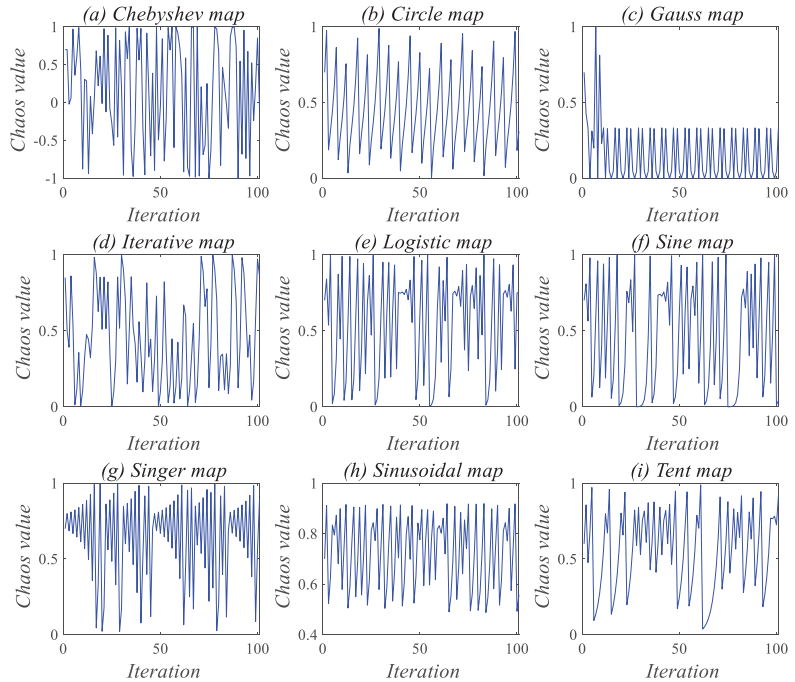 (a) Chebyshev map
(b) Circle map
(c) Gauss map
Chaos value
1
0.5
0
-0.5
-1
0
50
100
Iteration
Chaos value
1
0.5
0
0
50
100
Iteration
Chaos value
1
0.5
0
0
50
100
Iteration
(d) Iterative map
(e) Logistic map
(f) Sine map
Chaos value
1
0.5
0
0
50
100
Iteration
Chaos value
1
0.5
0
0
50
100
Iteration
Chaos value
1
0.5
0
0
50
100
Iteration
(g) Singer map
(h) Sinusoidal map
(i) Tent map
Chaos value
1
0.5
0
0
50
100
Iteration
Chaos value
1
0.8
0.6
0.4
0
50
100
Iteration
Chaos value
1
0.5
0
0
50
100
Iteration